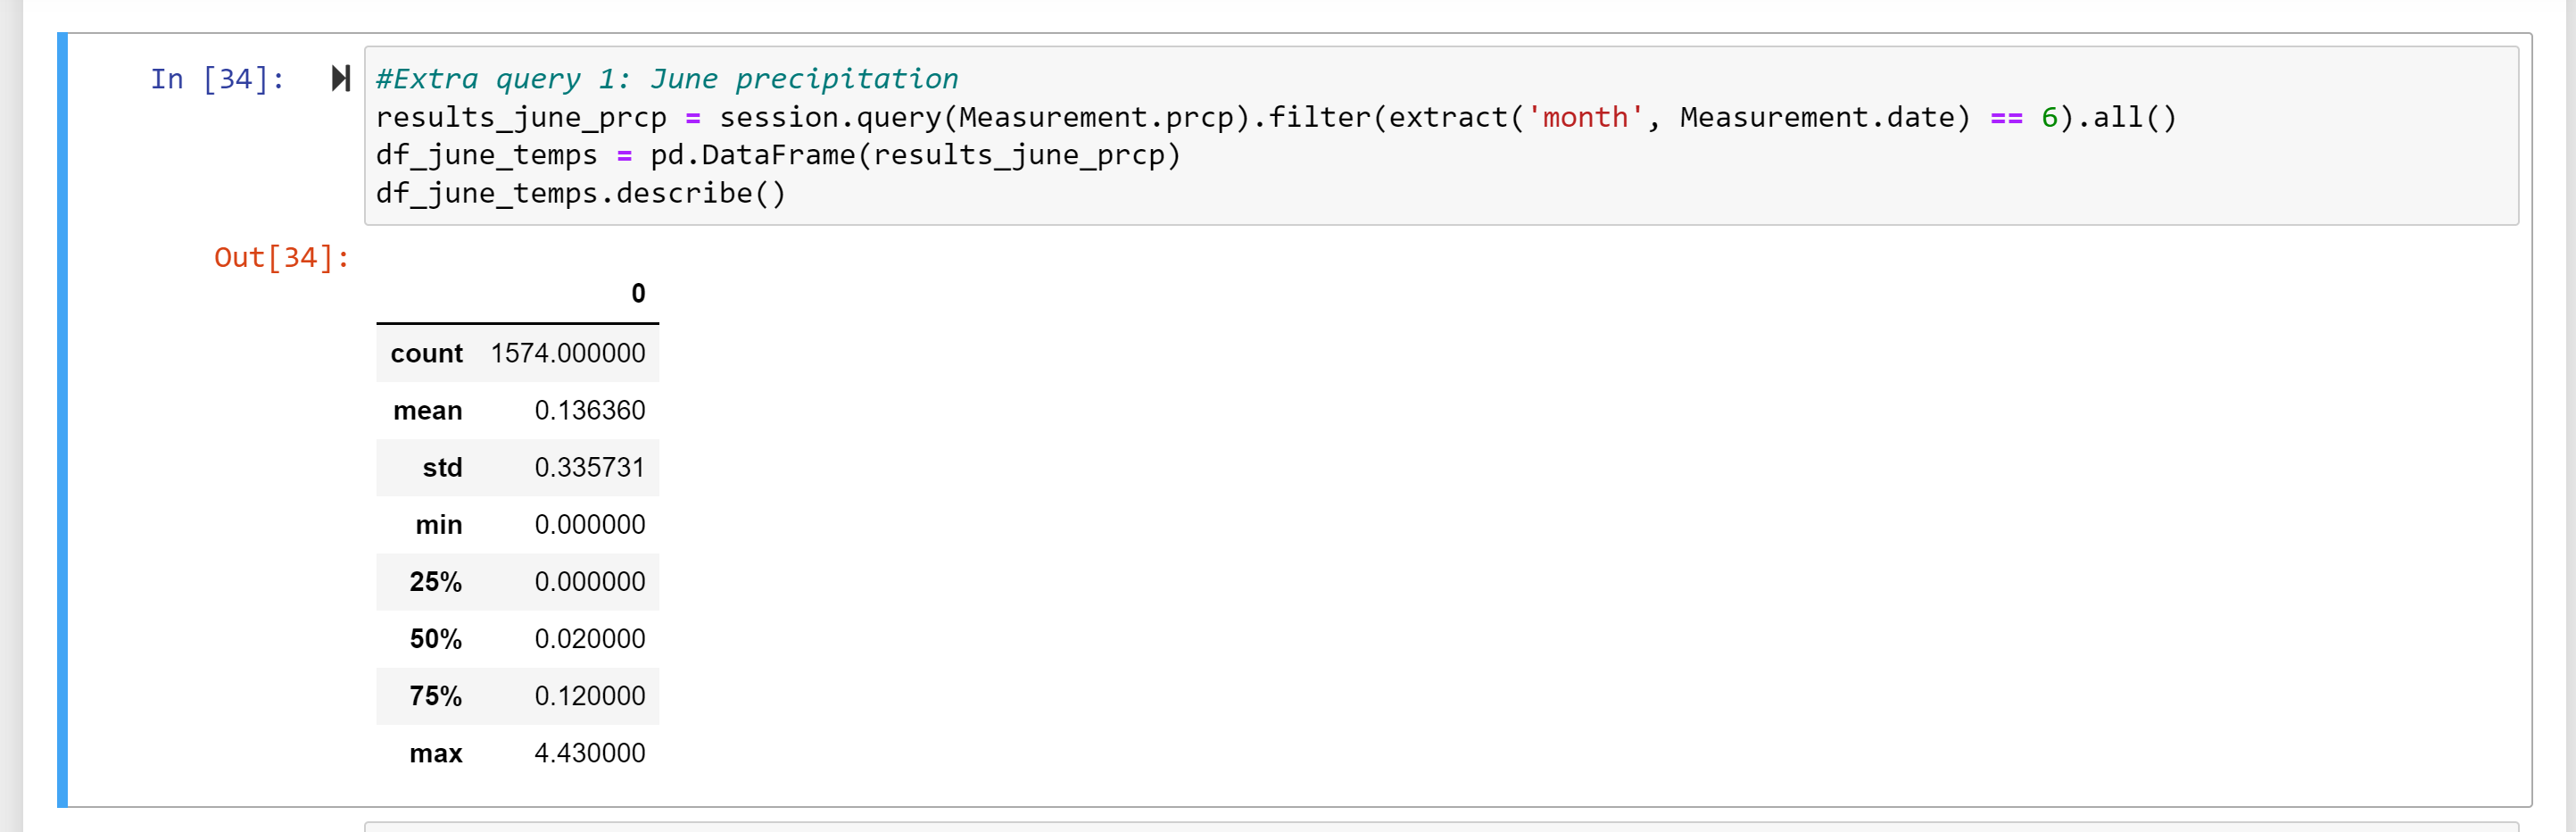 In [34]:
#Extra query 1: June precipitation
results_june_prcp = session.query(Measurement.prcp).filter(extract('month', Measurement.date) == 6).all()
df_june_temps = pd.DataFrame(results_june_prcp)
df_june_temps.describe()
Out[34]:
0
count 1574.000000
mean 0.136360
std 0.335731
min 0.000000
25% 0.000000
50% 0.020000
75% 0.120000
max 4.430000